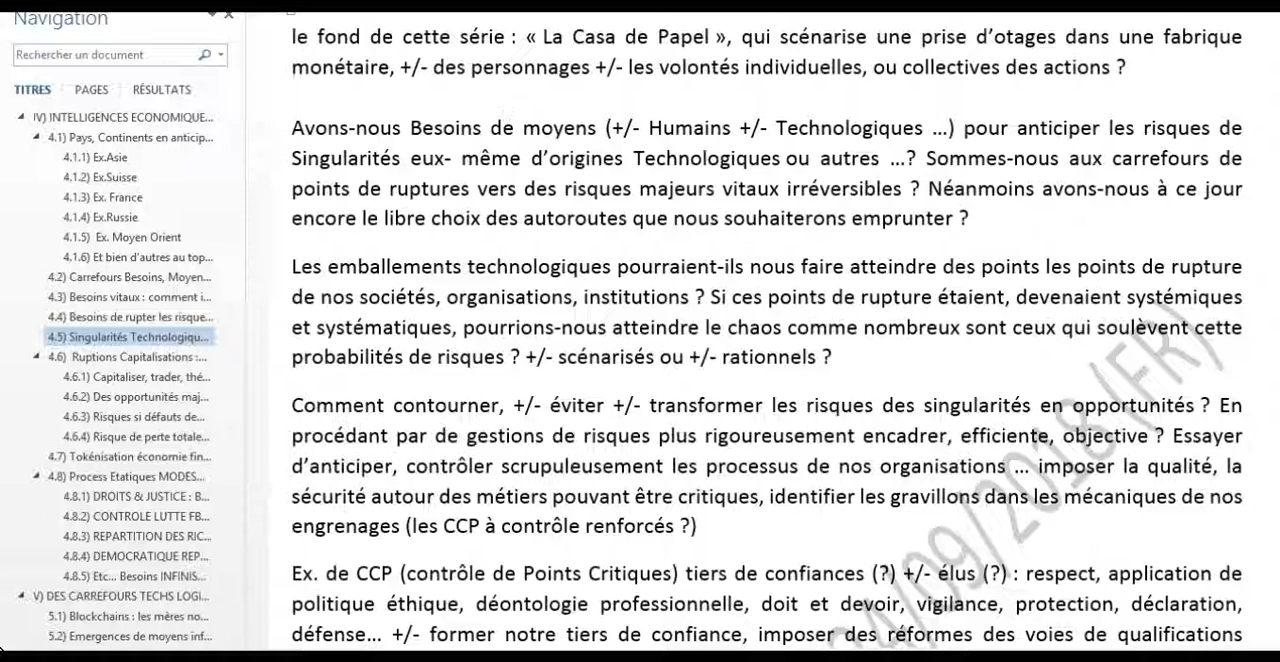 Navigation
Rechercher un document
TITRES PAGES RÉSULTATS
IV) INTELLIGENCES ECONOMIQUE...
4.1) Pays, Continents en anticip...
4.1.1) Ex.Asie
4.1.2) Ex.Suisse
4.1.3) Ex. France
4.1.4) Ex.Russie
4.1.5) Ex. Moyen Orient
4.1.6) Et bien d'autres au top...
4.2) Carrefours Besoins, Moyen...
4.3) Besoins vitaux : comment i...
4.4) Besoins de rupter les risque...
4.5) Singularités Technologiqu...
4.6) Ruptions Capitalisations :...
4.6.1) Capitaliser, trader, thé...
4.6.2) Des opportunités maj...
4.6.3) Risques si défauts de...
4.6.4) Risque de perte totale...
4.7) Tokénisation économie fin...
4.8) Process Etatiques MODES...
4.8.1) DROITS & JUSTICE : B...
4.8.2) CONTROLE LUTTE FB...
4.8.3) REPARTITION DES RIC...
4.8.4) DEMOCRATIQUE REP...
4.8.5) Etc... Besoins INFINIS...
V) DES CARREFOURS TECHS LOGI...
5.1) Blockchains : les mères no...
5.2) Emergences de moyens inf...
le fond de cette série : « La Casa de Papel », qui scénarise une prise d'otages dans une fabrique
monétaire, +/- des personnages +/- les volontés individuelles, ou collectives des actions ?
Avons-nous Besoins de moyens (+/- Humains +/- Technologiques ...) pour anticiper les risques de
Singularités eux- même d'origines Technologiques ou autres ...? Sommes-nous aux carrefours de
points de ruptures vers des risques majeurs vitaux irréversibles ? Néanmoins avons-nous à ce jour
encore le libre choix des autoroutes que nous souhaiterons emprunter ?
Les emballements technologiques pourraient-ils nous faire atteindre des points les points de rupture
de nos sociétés, organisations, institutions ? Si ces points de rupture étaient, devenaient systémiques
et systématiques, pourrions-nous atteindre le chaos comme nombreux sont ceux qui soulèvent cette
probabilités de risques ? +/- scénarisés ou +/- rationnels ?
Comment contourner, +/- éviter +/- transformer les risques des singularités en opportunités ? En
procédant par de gestions de risques plus rigoureusement encadrer, efficiente, objective ? Essayer
d'anticiper, contrôler scrupuleusement les processus de nos organisations ... imposer la qualité, la
sécurité autour des métiers pouvant être critiques, identifier les gravillons dans les mécaniques de nos
engrenages (les CCP à contrôle renforcés ?)
Ex. de CCP (contrôle de Points Critiques) tiers de confiances (?) +/- élus (?) : respect, application de
politique éthique, déontologie professionnelle, doit et devoir, vigilance, protection, déclaration,
défense... +/- former notre tiers de confiance, imposer des réformes des voies de qualifications
4/09/2018 (FR)